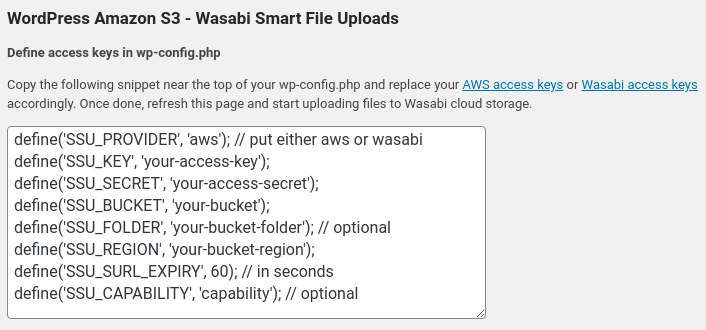 WordPress Amazon S3 - Wasabi Smart File Uploads
Define access keys in wp-config.php
Copy the following snippet near the top of your wp-config.php and replace your AWS access keys or Wasabi access keys
accordingly. Once done, refresh this page and start uploading files to Wasabi cloud storage.
define('SSU_PROVIDER', 'aws'); // put either aws or wasabi
define('SSU_KEY', 'your-access-key');
define('SSU_SECRET', 'your-access-secret');
define('SSU_BUCKET', 'your-bucket');
define('SSU_FOLDER', 'your-bucket-folder'); // optional
define('SSU_REGION', 'your-bucket-region');
define('SSU_SURL_EXPIRY', 60); // in seconds
define('SSU_CAPABILITY', 'capability'); // optional